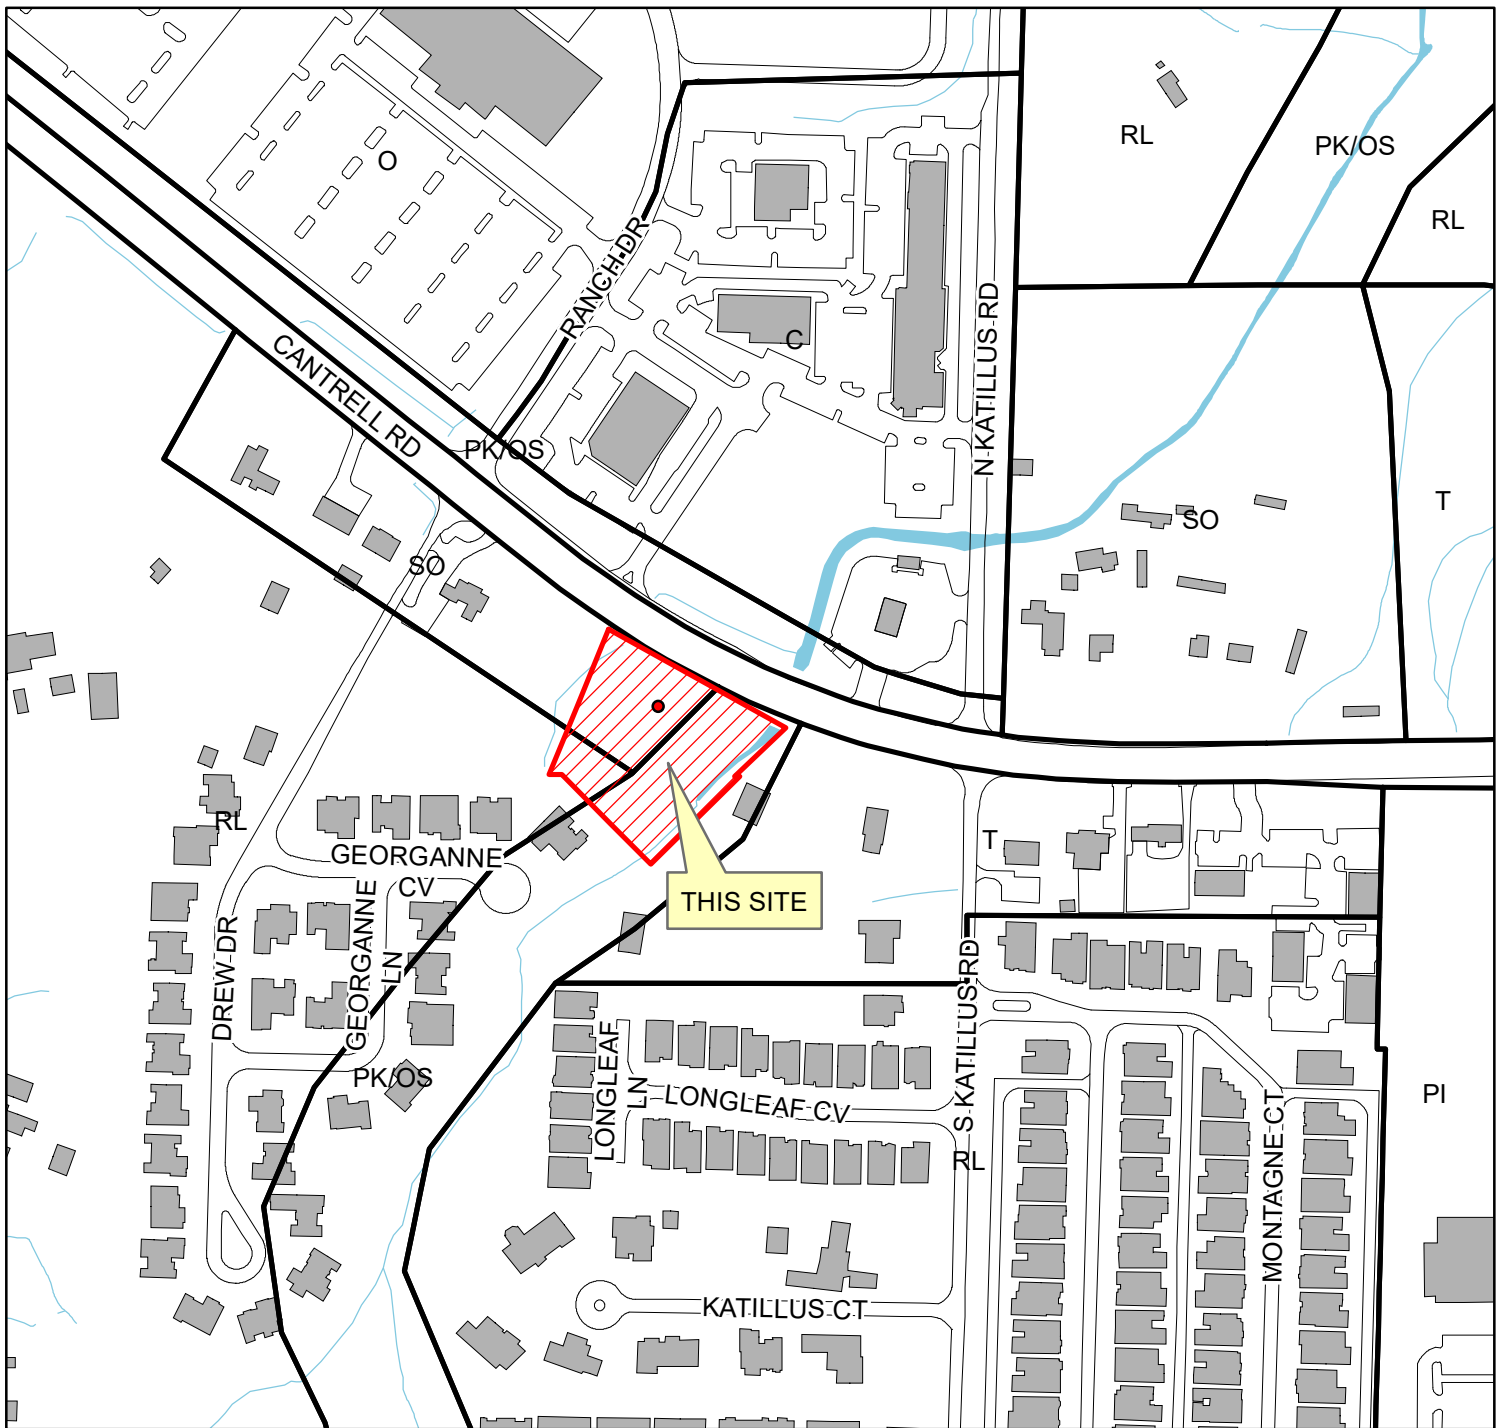 RL
PK/OS
O
RL
RANCH DR
N KATILLUS RD
C
CANTRELL RD
PK/OS
T
SO
SO
RL
T
GEORGANNE
CV
THIS SITE
GEORGANNE
LN
DREW DR
S KATILLUS RD
PK/OS
LONGLEAF
LN
LONGLEAF CV
PI
RL
MONTAGNE CT
KATILLUS CT